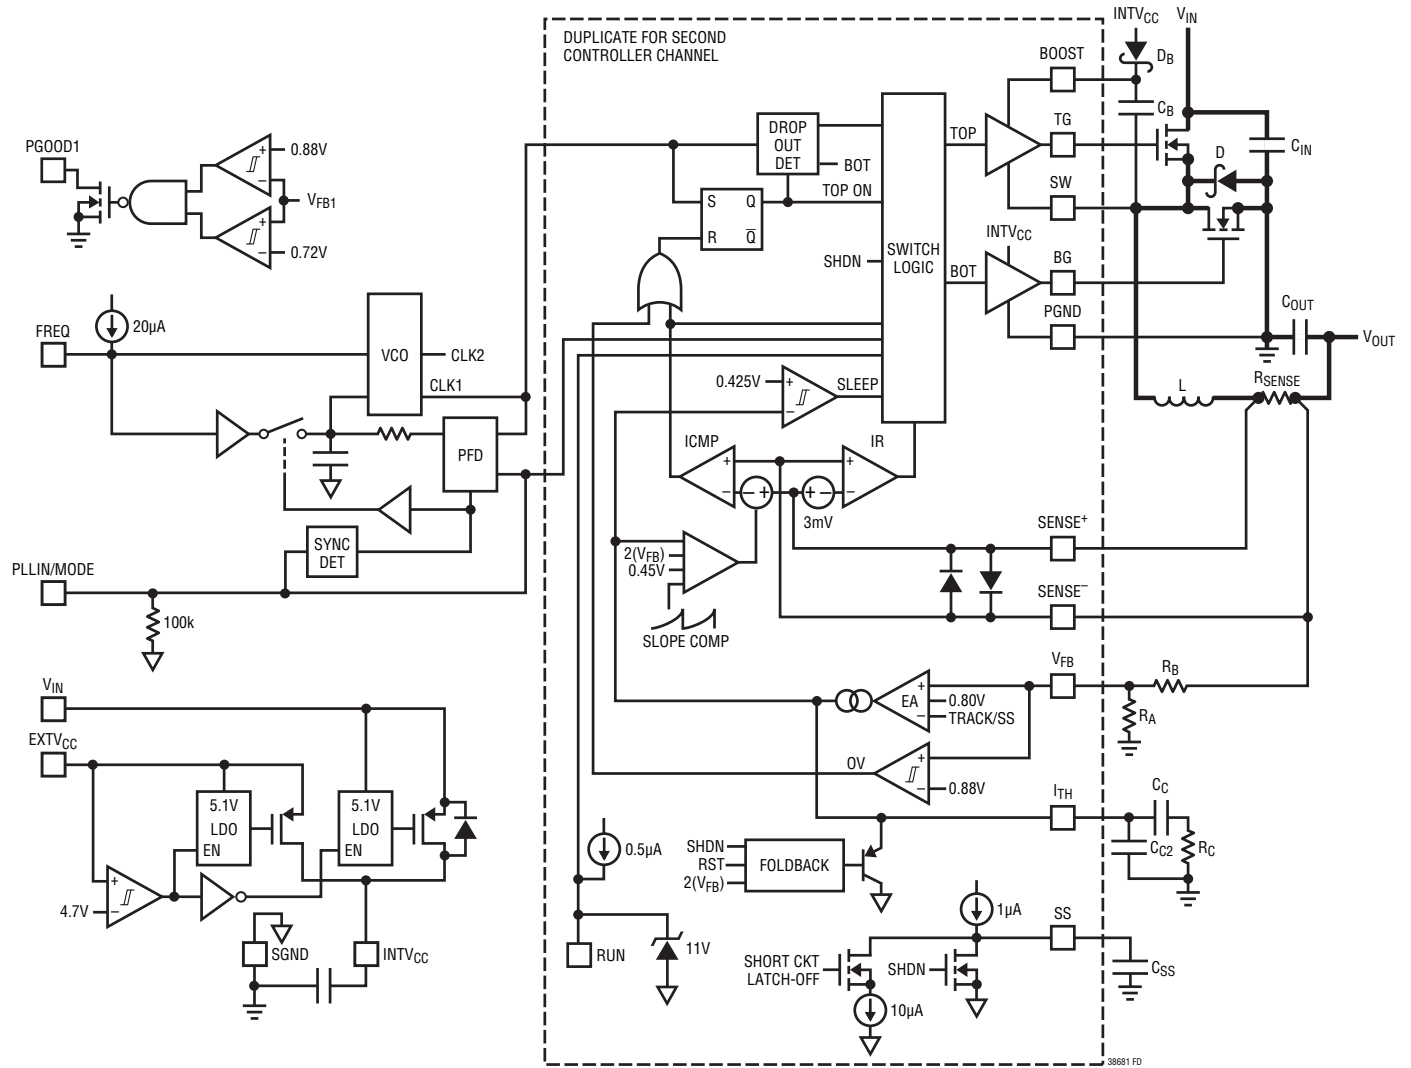 DUPLICATE FOR SECOND
CONTROLLER CHANNEL
INTVCC
VIN
DB
BOOST
CB
TG
CIN
D
SW
TOP
INTVCC
BG
BOT
PGND
COUT
VOUT
L
RSENSE
PGOOD1
+
0.88V
−
VFB1
+
−
0.72V
DROP
OUT
DET
BOT
TOP ON
S
Q
R
Q
SHDN
SWITCH
LOGIC
20µA
FREQ
VCO
CLK2
CLK1
PFD
0.425V
+
SLEEP
−
ICMP
IR
+
+
−
− +
+ −
−
3mV
SYNC
DET
PLLIN/MODE
100k
2(VFB)
0.45V
SLOPE COMP
SENSE+
SENSE−
VIN
EXTVCC
5.1V
LDO
EN
5.1V
LDO
EN
+
4.7V
−
SGND
INTVCC
VFB
RB
RA
+
EA
0.80V
−
TRACK/SS
OV
+
−
0.88V
ITH
CC
CC2
RC
0.5µA
SHDN
RST
2(VFB)
FOLDBACK
1µA
SS
RUN
11V
SHORT CKT
LATCH-OFF
SHDN
CSS
10µA
38681 FD